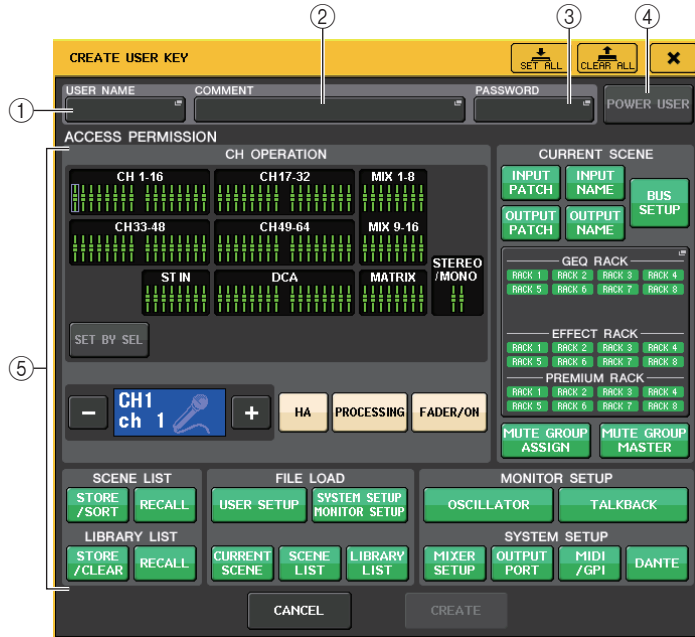 ①
②
③
④
⑤
CREATE USER KEY
SET ALL
CLEAR ALL
USER NAME
COMMENT
PASSWORD
POWER USER
ACCESS PERMISSION
CH OPERATION
CH 1-16
CH17-32
MIX 1-8
CH33-48
CH49-64
MIX 9-16
ST IN
DCA
MATRIX
STEREO
/MONO
SET BY SEL
CH1
ch 1
HA
PROCESSING
FADER/ON
CURRENT SCENE
INPUT
PATCH
INPUT
NAME
BUS
SETUP
OUTPUT
PATCH
OUTPUT
NAME
GEQ RACK
RACK 1 RACK 2 RACK 3 RACK 4
RACK 5 RACK 6 RACK 7 RACK 8
EFFECT RACK
RACK 1 RACK 2 RACK 3 RACK 4
RACK 5 RACK 6 RACK 7 RACK 8
PREMIUM RACK
RACK 1 RACK 2 RACK 3 RACK 4
RACK 5 RACK 6 RACK 7 RACK 8
MUTE GROUP
ASSIGN
MUTE GROUP
MASTER
SCENE LIST
STORE
/SORT
RECALL
LIBRARY LIST
STORE
/CLEAR
RECALL
FILE LOAD
USER SETUP
SYSTEM SETUP
MONITOR SETUP
CURRENT
SCENE
SCENE
LIST
LIBRARY
LIST
MONITOR SETUP
OSCILLATOR
TALKBACK
SYSTEM SETUP
MIXER
SETUP
OUTPUT
PORT
MIDI
/GPI
DANTE
CANCEL
CREATE